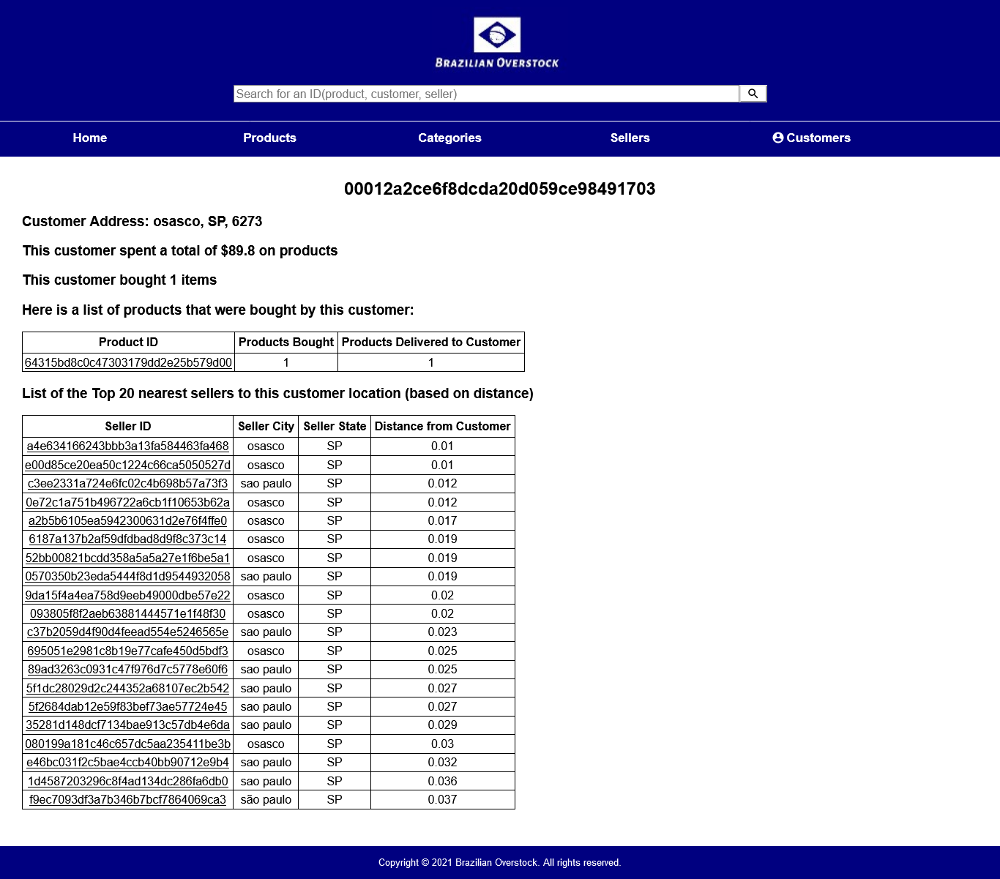 BRAZILIAN OVERSTOCK
Search for an ID(product, customer, seller)
Home Products Categories Sellers Customers
00012a2ce6f8dcda20d059ce98491703
Customer Address: osasco, SP, 6273
This customer spent a total of $89.8 on products
This customer bought 1 items
Here is a list of products that were bought by this customer:
Product ID Products Bought Products Delivered to Customer
64315bd8c0c47303179dd2e25b579d00 1 1
List of the Top 20 nearest sellers to this customer location (based on distance)
Seller ID Seller City Seller State Distance from Customer
a4e634166243bbb3a13fa584463fa468 osasco SP 0.01
e00d85ce20ea50c1224c66ca5050527d osasco SP 0.01
c3ee2331a724e6fc02c4b698b57a73f3 sao paulo SP 0.012
0e72c1a751b496722a6cb1f10653b62a osasco SP 0.012
a2b5b6105ea5942300631d2e76f4ffe0 osasco SP 0.017
6187a137b2af59dfdbad8d9f8c373c14 osasco SP 0.019
52bb00821bcdd358a5a5a27e1f6be5a1 osasco SP 0.019
0570350b23eda5444f8d1d9544932058 sao paulo SP 0.019
9da15f4a4ea758d9eeb49000dbe57e22 osasco SP 0.02
093805f8f2aeb63881444571e1f48f30 osasco SP 0.02
c37b2059d4f90d4feead554e5246565e sao paulo SP 0.023
695051e2981c8b19e77cafe450d5bdf3 osasco SP 0.025
89ad3263c0931c47f976d7c5778e60f6 sao paulo SP 0.025
5f1dc28029d2c244352a68107ec2b542 sao paulo SP 0.027
5f2684dab12e59f83bef73ae57724e45 sao paulo SP 0.027
35281d148dcf7134bae913c57db4e6da sao paulo SP 0.029
080199a181c46c657dc5aa235411be3b osasco SP 0.03
e46bc031f2c5bae4ccb40bb90712e9b4 sao paulo SP 0.032
1d4587203296c8f4ad134dc286fa6db0 sao paulo SP 0.036
f9ec7093df3a7b346b7bcf7864069ca3 são paulo SP 0.037
Copyright © 2021 Brazilian Overstock. All rights reserved.